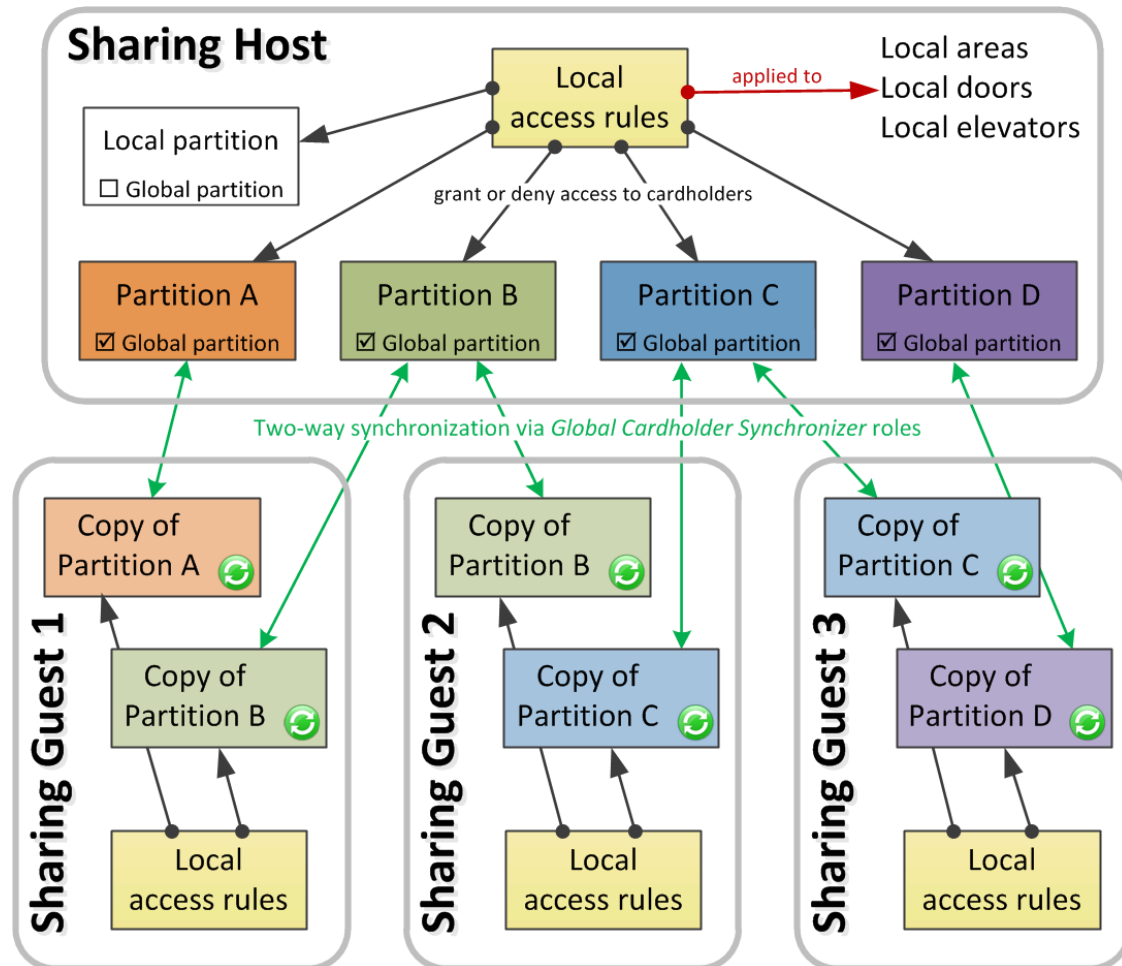 Sharing Host
Local
access rules
applied to
Local areas
Local doors
Local elevators
Local partition
☐ Global partition
grant or deny access to cardholders
Partition A
☑ Global partition
Partition B
☑ Global partition
Partition C
☑ Global partition
Partition D
☑ Global partition
Two-way synchronization via Global Cardholder Synchronizer roles
Sharing Guest 1
Copy of
Partition A
Copy of
Partition B
Local
access rules
Sharing Guest 2
Copy of
Partition B
Copy of
Partition C
Local
access rules
Sharing Guest 3
Copy of
Partition C
Copy of
Partition D
Local
access rules